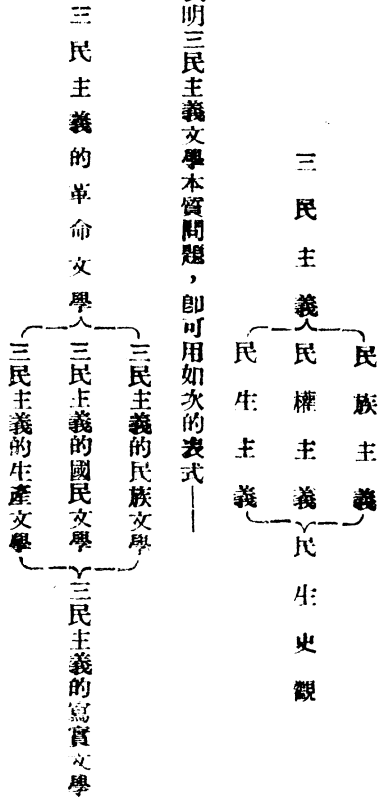 三民主義
民族主義
民權主義
民生主義
民生史觀
明三民主義文學本質問題，卽可用如次的表式——
三民主義的革命文學
三民主義的民族文學
三民主義的國民文學
三民主義的生產文學
三民主義的寫實文學